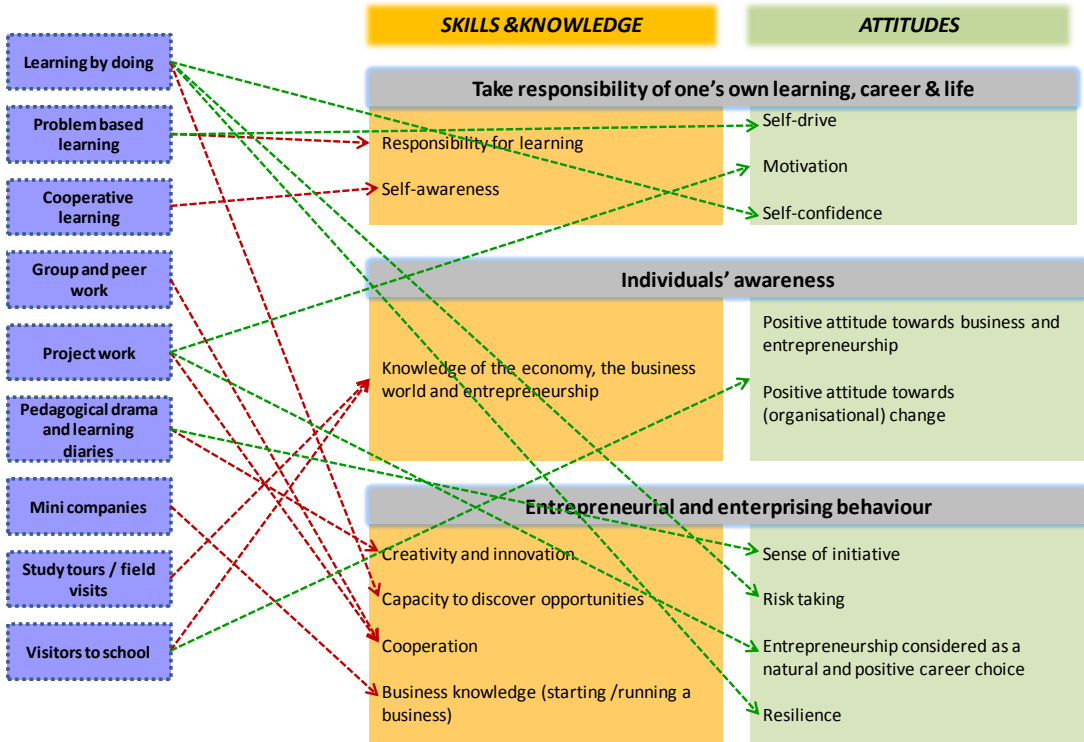 SKILLS &KNOWLEDGE
ATTITUDES
Learning by doing
Problem based
learning
Cooperative
learning
Group and peer
work
Project work
Pedagogical drama
and learning
diaries
Mini companies
Study tours / field
visits
Visitors to school
Take responsibility of one's own learning, career & life
Responsibility for learning
Self-awareness
Self-drive
Motivation
Self-confidence
Individuals' awareness
Knowledge of the economy, the business
world and entrepreneurship
Positive attitude towards business and
entrepreneurship
Positive attitude towards
(organisational) change
Entrepreneurial and enterprising behaviour
Creativity and innovation
Capacity to discover opportunities
Cooperation
Business knowledge (starting /running a
business)
Sense of initiative
Risk taking
Entrepreneurship considered as a
natural and positive career choice
Resilience